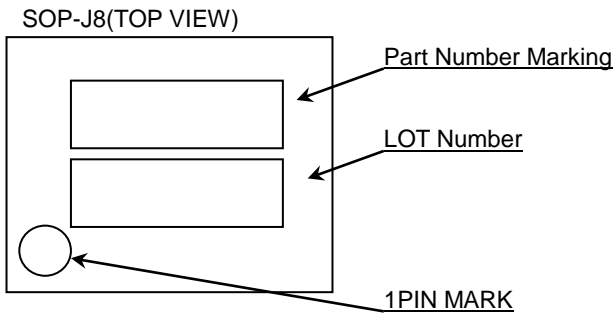 SOP-J8(TOP VIEW)
Part Number Marking
LOT Number
1PIN MARK